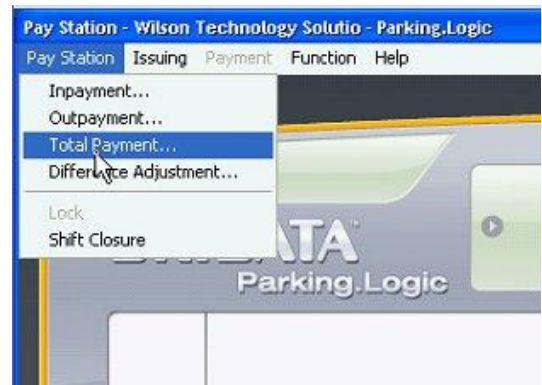 Pay Station - Wilson Technology Solutio - Parking.Logic
Pay Station Issuing Payment Function Help
Inpayment...
Outpayment...
Total Payment...
Difference Adjustment...
Lock
Shift Closure
Parking.Logic